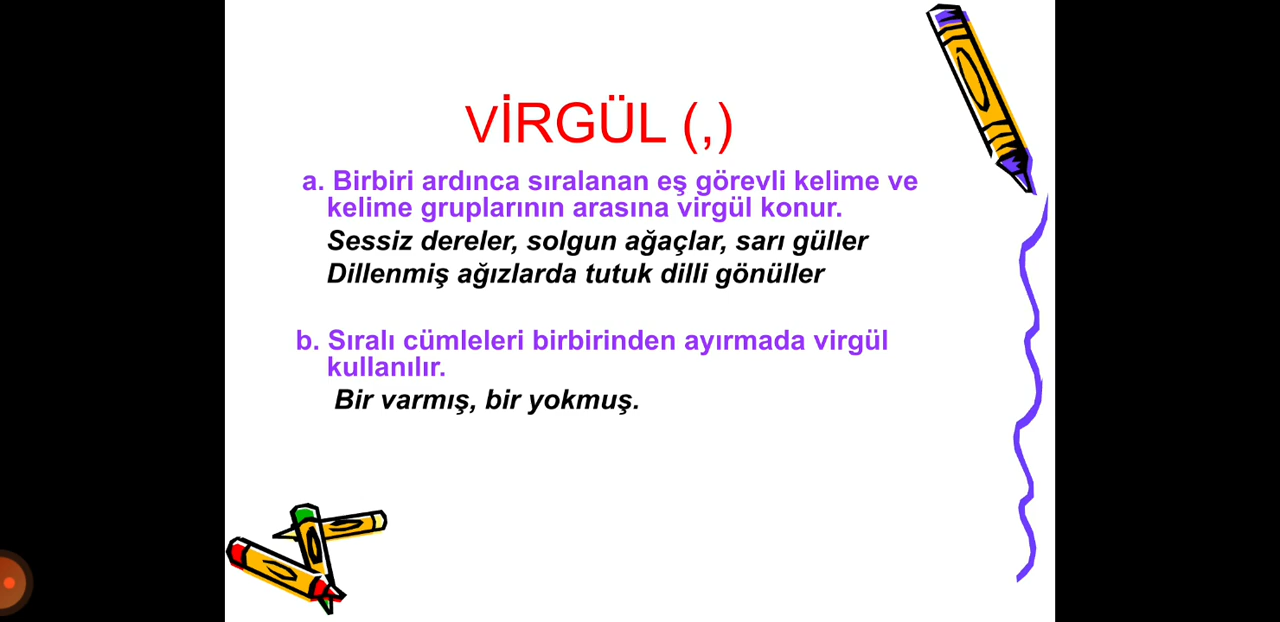 VİRGÜL (,)
a. Birbiri ardınca sıralanan eş görevli kelime ve
kelime gruplarının arasına virgül konur.
Sessiz dereler, solgun ağaçlar, sarı güller
Dillenmiş ağızlarda tutuk dilli gönüller
b. Sıralı cümleleri birbirinden ayırmada virgül
kullanılır.
Bir varmış, bir yokmuş.